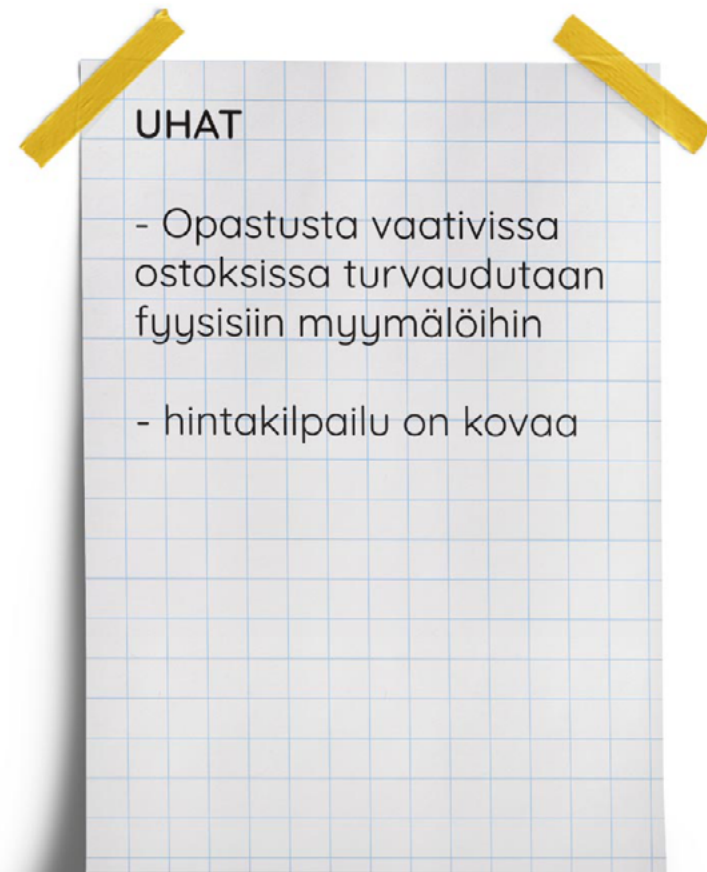 UHAT
- Opastusta vaativissa
ostoksissa turvaudutaan
fyysisiin myymälöihin
- hintakilpailu on kovaa